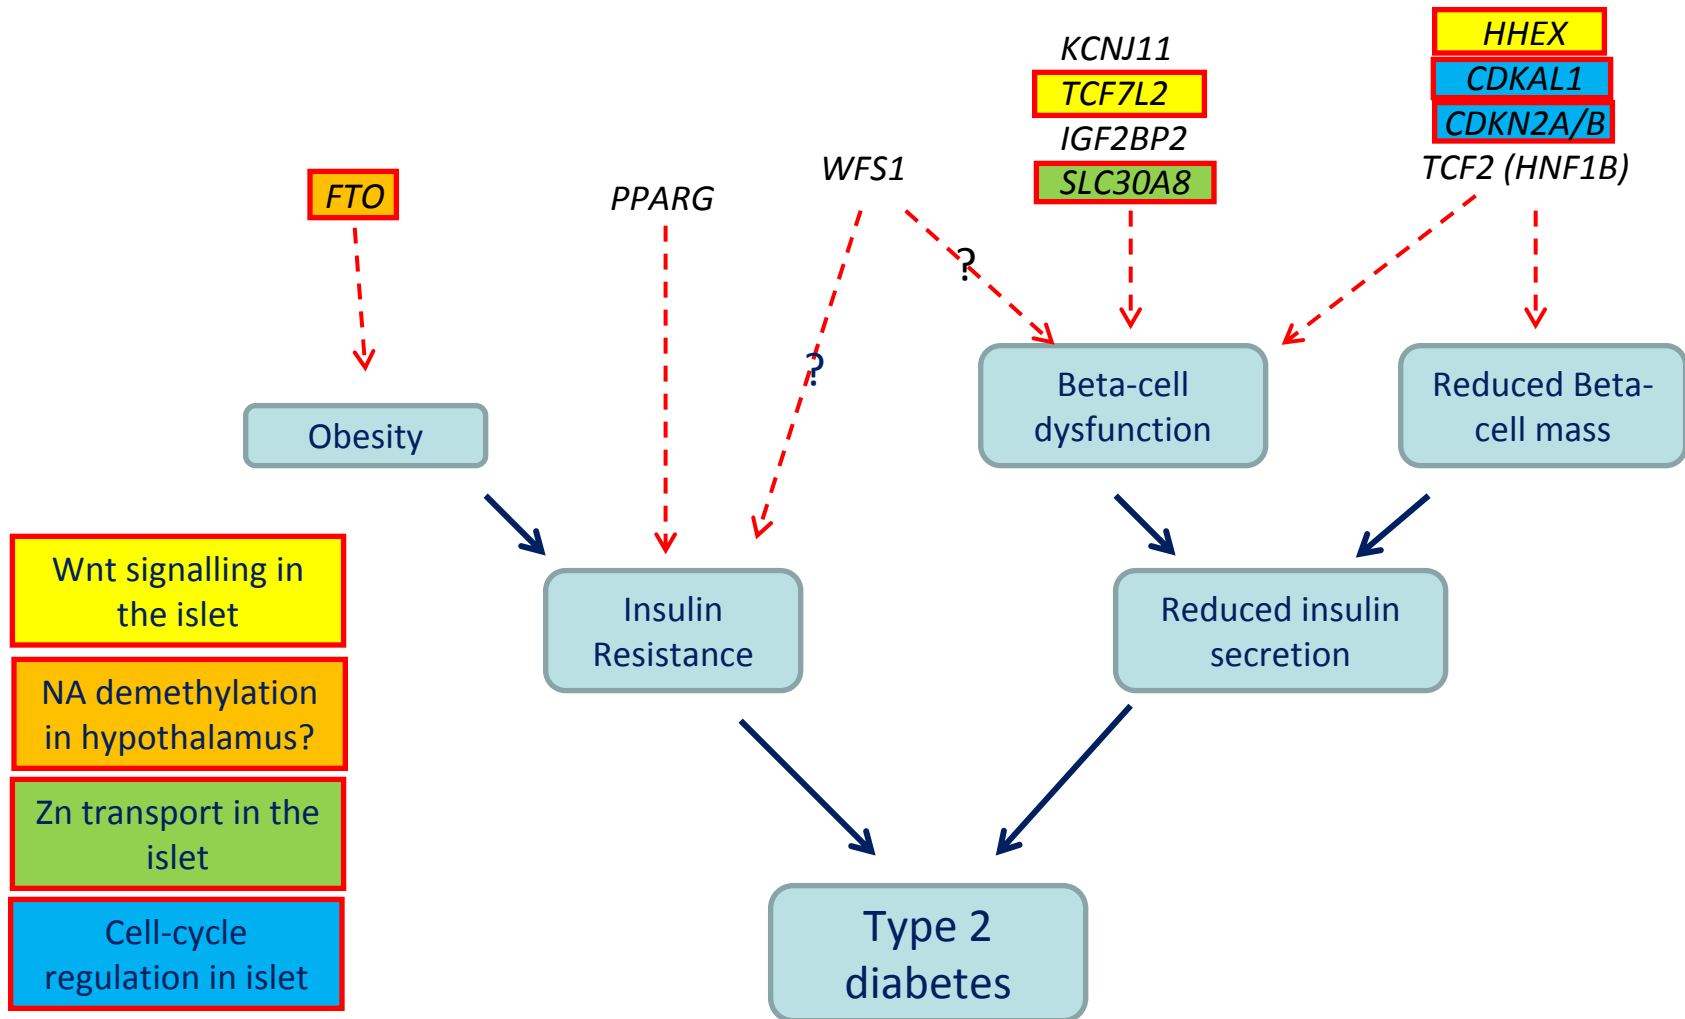 KCNJ11
TCF7L2
IGF2BP2
SLC30A8
HHEX
CDKAL1
CDKN2A/B
TCF2 (HNF1B)
WFS1
PPARG
FTO
?
?
Obesity
Beta-cell
dysfunction
Reduced Beta-
cell mass
Insulin
Resistance
Reduced insulin
secretion
Type 2
diabetes
Wnt signalling in
the islet
NA demethylation
in hypothalamus?
Zn transport in the
islet
Cell-cycle
regulation in islet